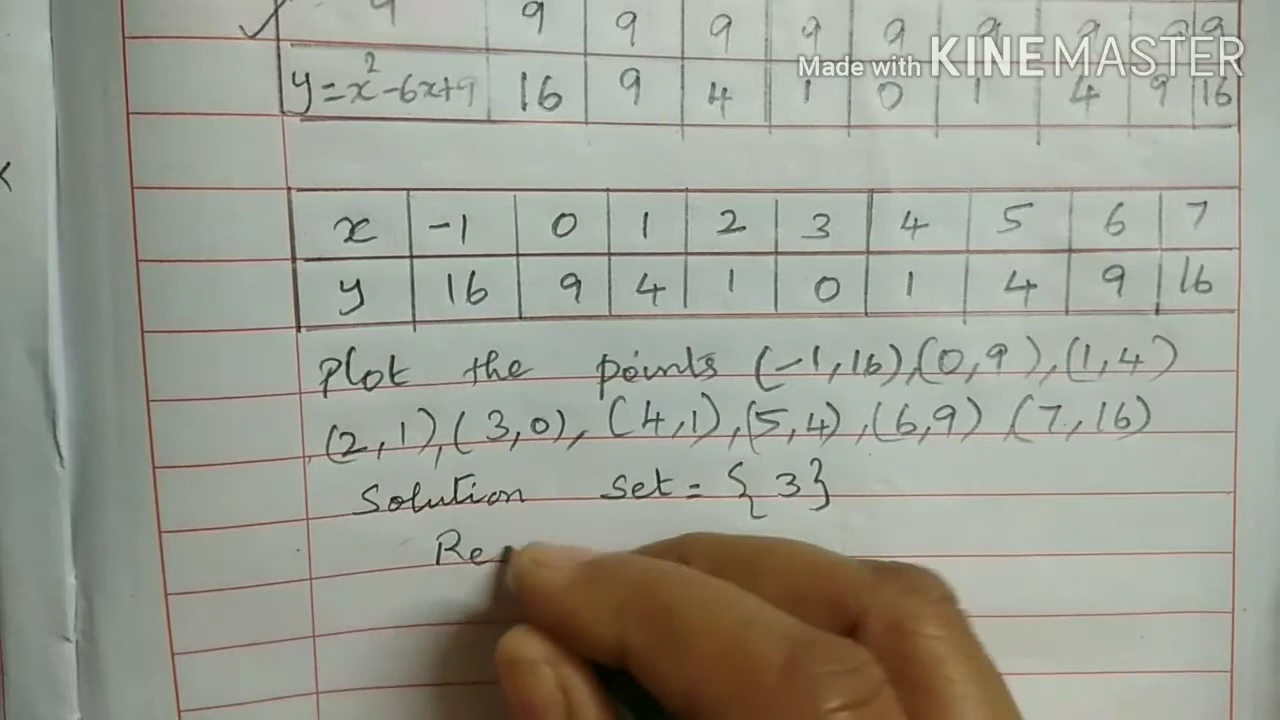 9 9 9 9 9 9 9 9 9
Made with KINEMASTER
y=x²-6x+9 16 9 4 1 0 1 4 9 16
x -1 0 1 2 3 4 5 6 7
y 16 9 4 1 0 1 4 9 16
Plot the points (-1,16),(0,9),(1,4)
(2,1),(3,0),(4,1),(5,4),(6,9) (7,16)
Solution set = {3}
Re